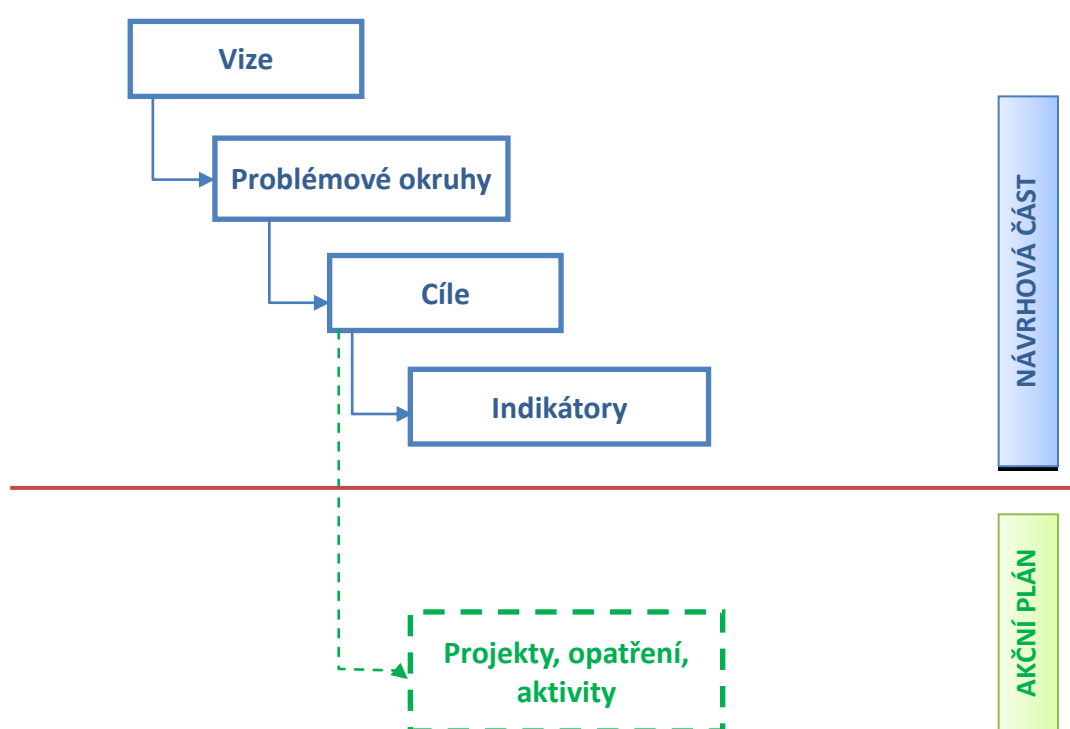 Vize
Problémové okruhy
Cíle
Indikátory
NÁVRHOVÁ ČÁST
Projekty, opatření,
aktivity
AKČNÍ PLÁN